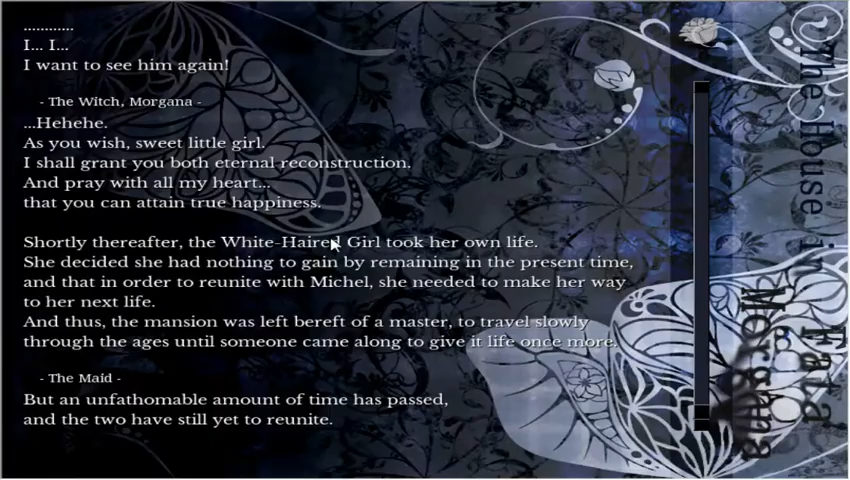 ............
I... I...
I want to see him again!
- The Witch, Morgana -
...Hehehe.
As you wish, sweet little girl.
I shall grant you both eternal reconstruction.
And pray with all my heart...
that you can attain true happiness.
Shortly thereafter, the White-Haired Girl took her own life.
She decided she had nothing to gain by remaining in the present time,
and that in order to reunite with Michel, she needed to make her way
to her next life.
And thus, the mansion was left bereft of a master, to travel slowly
through the ages until someone came along to give it life once more.
- The Maid -
But an unfathomable amount of time has passed,
and the two have still yet to reunite.
The House in
Fata
Morgana